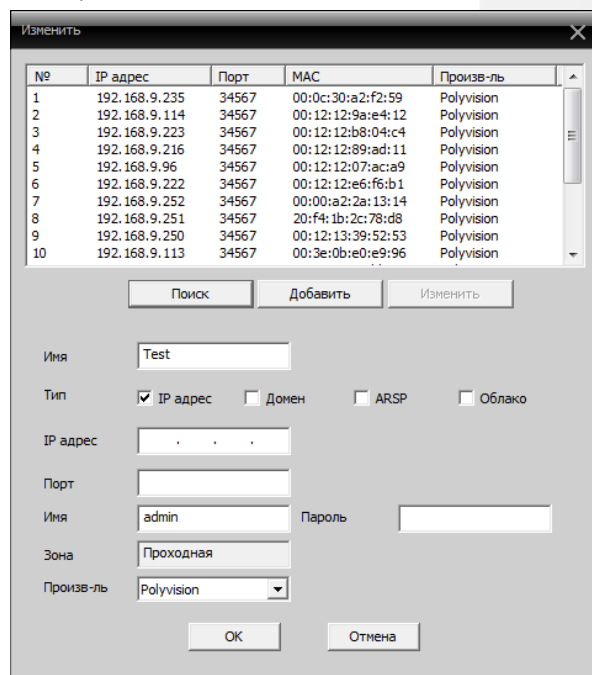 Изменить
№ IP адрес Порт MAC Произв-ль
1 192.168.9.235 34567 00:0c:30:a2:f2:59 Polyvision
2 192.168.9.114 34567 00:12:12:9a:e4:12 Polyvision
3 192.168.9.223 34567 00:12:12:b8:04:c4 Polyvision
4 192.168.9.216 34567 00:12:12:89:ad:11 Polyvision
5 192.168.9.96 34567 00:12:12:07:ac:a9 Polyvision
6 192.168.9.222 34567 00:12:12:e6:f6:b1 Polyvision
7 192.168.9.252 34567 00:00:a2:2a:13:14 Polyvision
8 192.168.9.251 34567 20:f4:1b:2c:78:d8 Polyvision
9 192.168.9.250 34567 00:12:13:39:52:53 Polyvision
10 192.168.9.113 34567 00:3e:0b:e0:e9:96 Polyvision
Поиск Добавить Изменить
Имя Test
Тип IP адрес Домен ARSP Облако
IP адрес . . .
Порт
Имя admin Пароль
Зона Проходная
Произв-ль Polyvision
OK Отмена